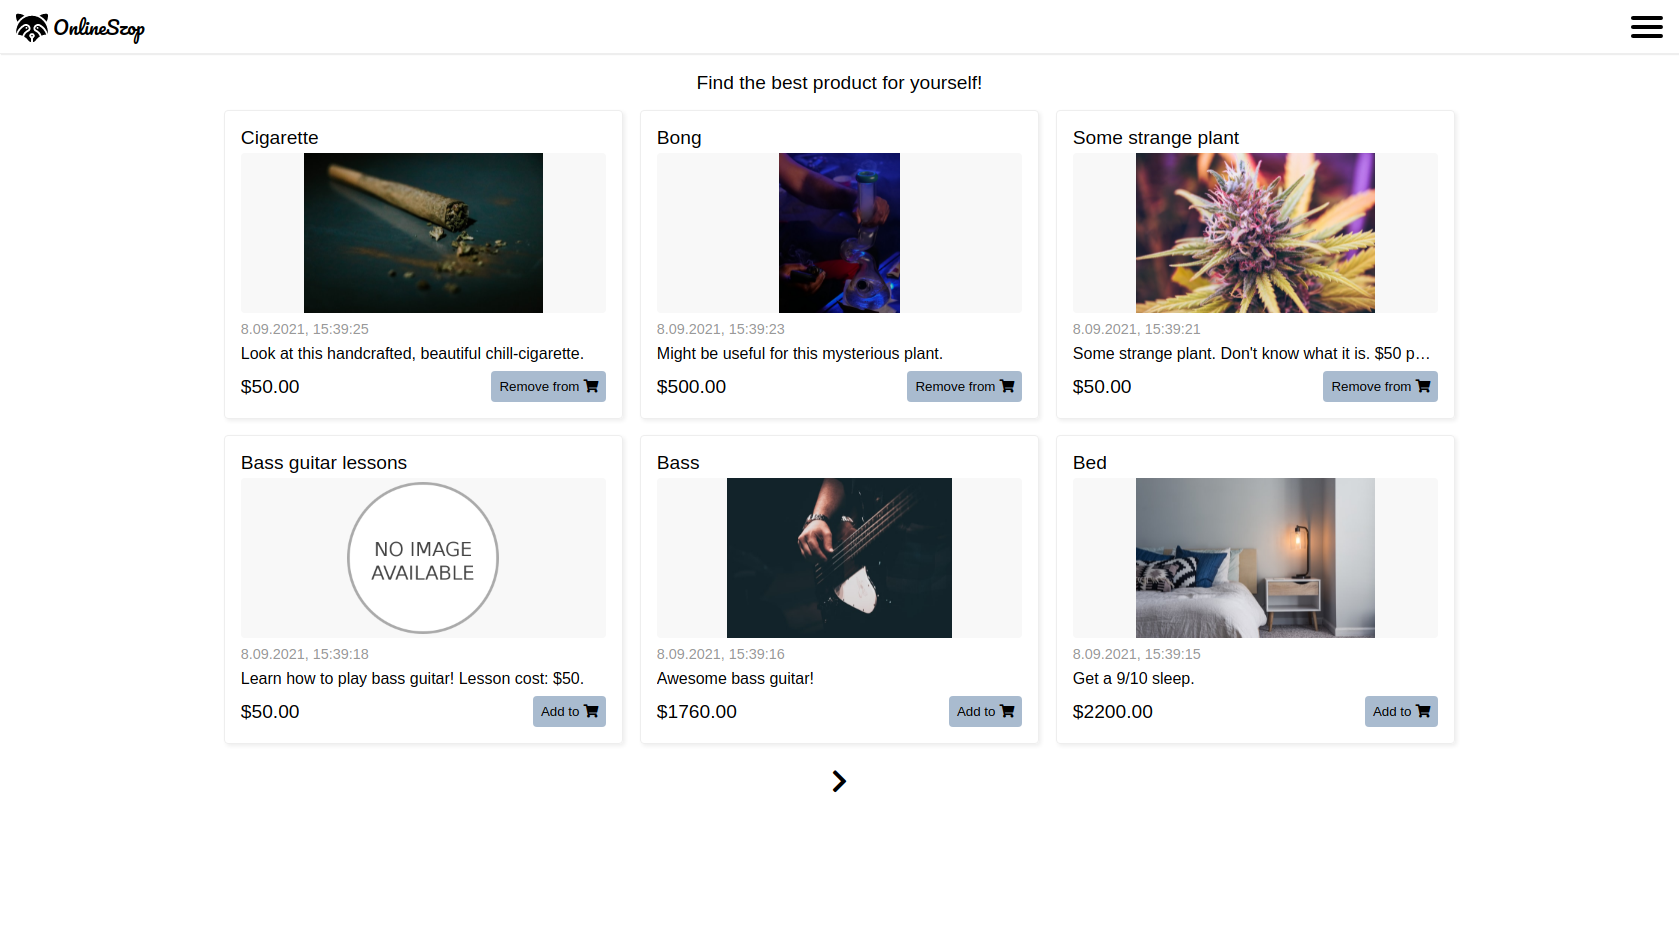 OnlineSzop
Find the best product for yourself!
Cigarette
8.09.2021, 15:39:25
Look at this handcrafted, beautiful chill-cigarette.
$50.00
Remove from
Bong
8.09.2021, 15:39:23
Might be useful for this mysterious plant.
$500.00
Remove from
Some strange plant
8.09.2021, 15:39:21
Some strange plant. Don't know what it is. $50 p…
$50.00
Remove from
Bass guitar lessons
NO IMAGE
AVAILABLE
8.09.2021, 15:39:18
Learn how to play bass guitar! Lesson cost: $50.
$50.00
Add to
Bass
8.09.2021, 15:39:16
Awesome bass guitar!
$1760.00
Add to
Bed
8.09.2021, 15:39:15
Get a 9/10 sleep.
$2200.00
Add to